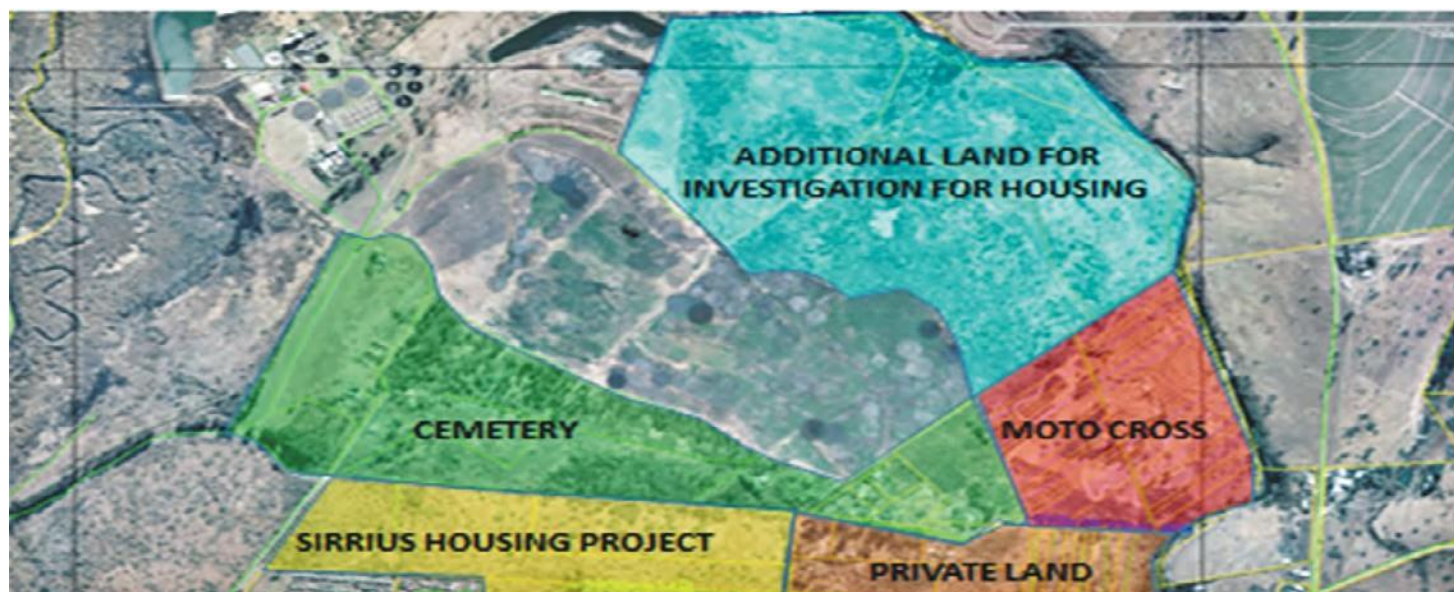 ADDITIONAL LAND FOR
INVESTIGATION FOR HOUSING
CEMETERY
MOTO CROSS
SIRRIUS HOUSING PROJECT
PRIVATE LAND